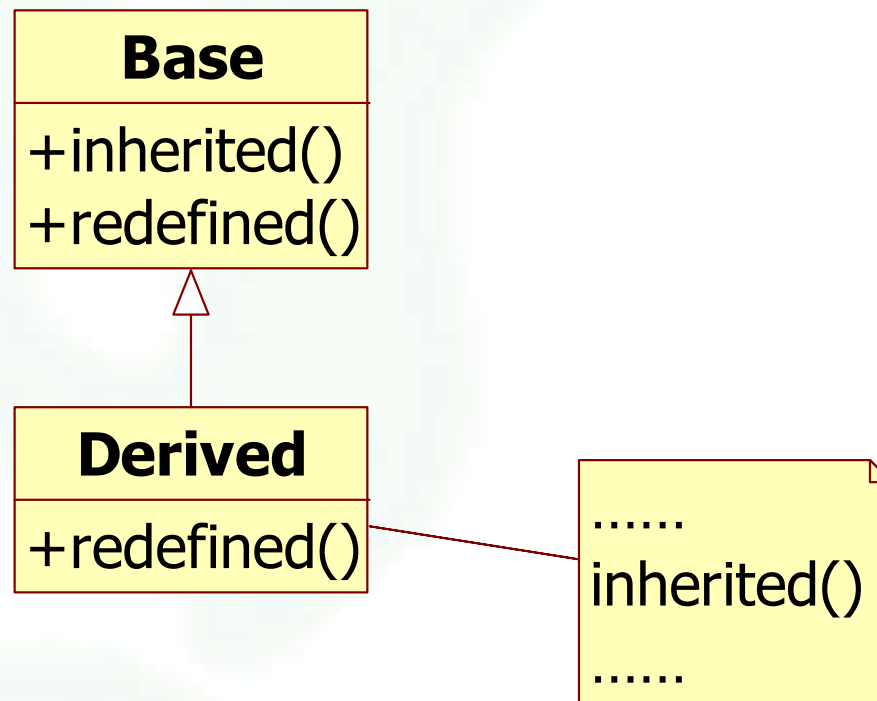 Base
+inherited()
+redefined()
Derived
+redefined()
......
inherited()
......